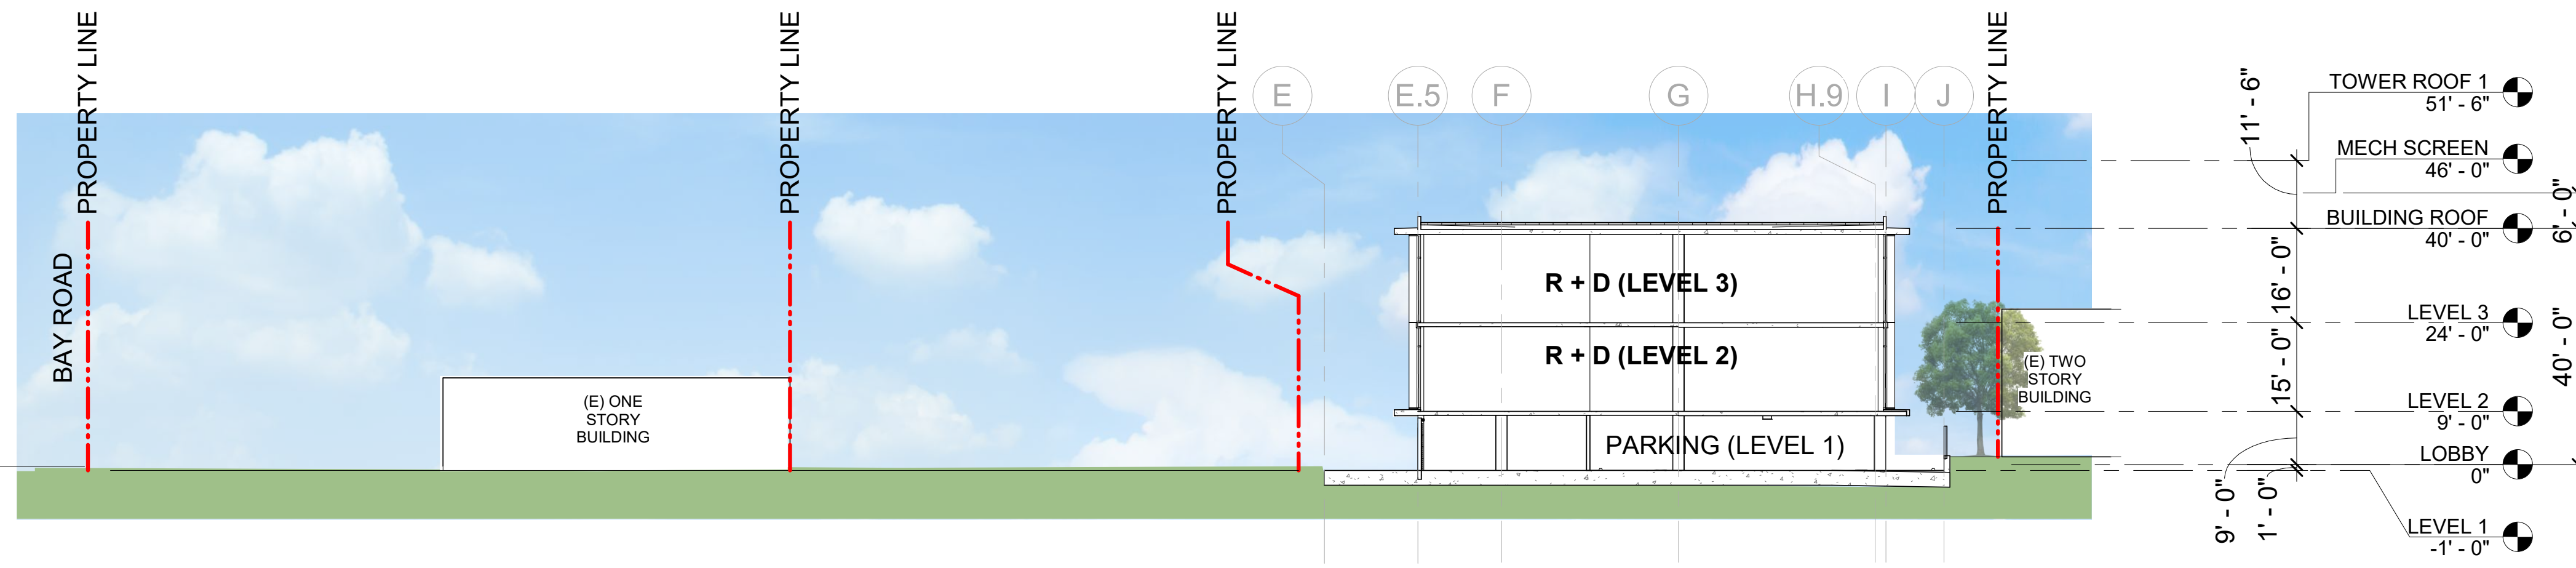 PROPERTY LINE
PROPERTY LINE
PROPERTY LINE
PROPERTY LINE
BAY ROAD
E
E.5
F
G
H.9
I
J
(E) ONE
STORY
BUILDING
R + D (LEVEL 3)
R + D (LEVEL 2)
PARKING (LEVEL 1)
(E) TWO
STORY
BUILDING
11' - 6"
16' - 0"
15' - 0"
9' - 0"
1' - 0"
TOWER ROOF 1
51' - 6"
MECH SCREEN
46' - 0"
BUILDING ROOF
40' - 0"
LEVEL 3
24' - 0"
LEVEL 2
9' - 0"
LOBBY
0"
LEVEL 1
-1' - 0"
6' - 0"
40' - 0"